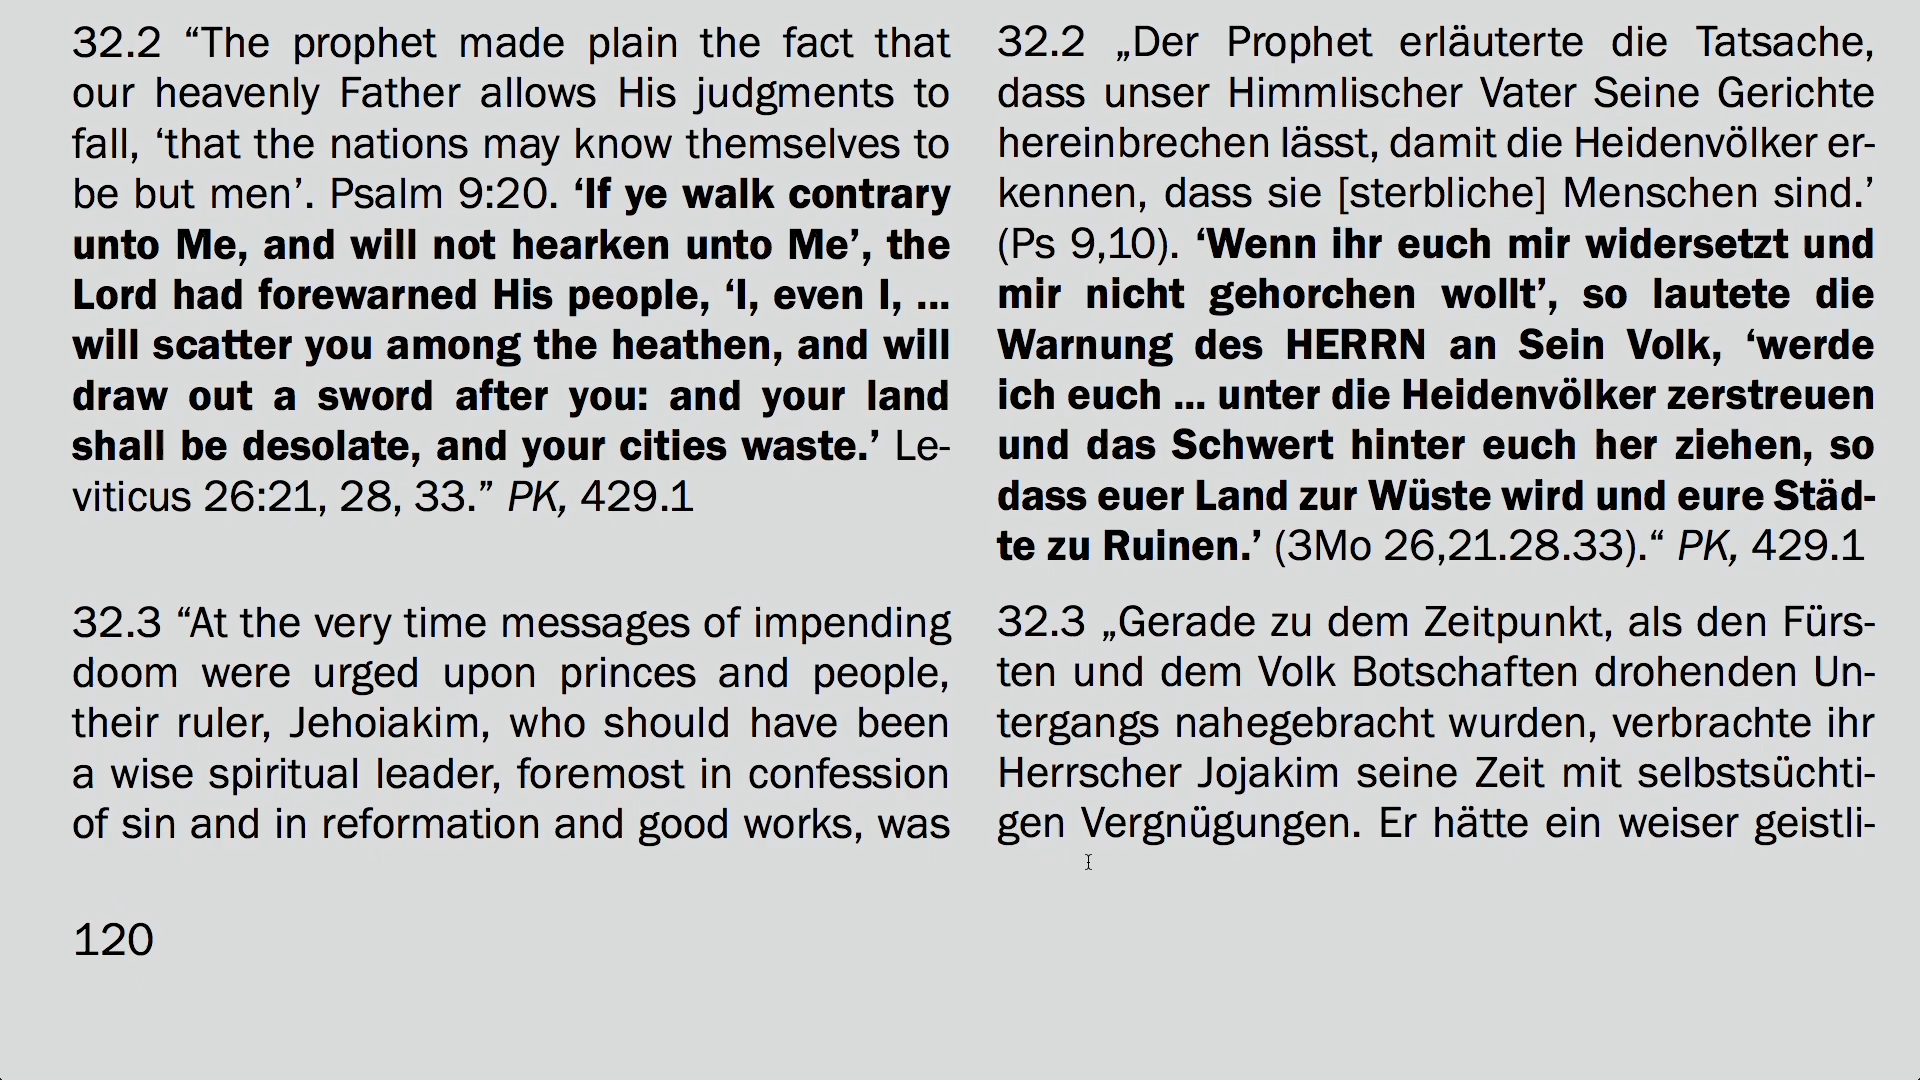 32.2 “The prophet made plain the fact that
our heavenly Father allows His judgments to
fall, ‘that the nations may know themselves to
be but men’. Psalm 9:20. ‘If ye walk contrary
unto Me, and will not hearken unto Me’, the
Lord had forewarned His people, ‘I, even I, ...
will scatter you among the heathen, and will
draw out a sword after you: and your land
shall be desolate, and your cities waste.’ Le-
viticus 26:21, 28, 33.” PK, 429.1
32.3 “At the very time messages of impending
doom were urged upon princes and people,
their ruler, Jehoiakim, who should have been
a wise spiritual leader, foremost in confession
of sin and in reformation and good works, was
120
32.2 „Der Prophet erläuterte die Tatsache,
dass unser Himmlischer Vater Seine Gerichte
hereinbrechen lässt, damit die Heidenvölker er-
kennen, dass sie [sterbliche] Menschen sind.’
(Ps 9,10). ‘Wenn ihr euch mir widersetzt und
mir nicht gehorchen wollt’, so lautete die
Warnung des HERRN an Sein Volk, ‘werde
ich euch ... unter die Heidenvölker zerstreuen
und das Schwert hinter euch her ziehen, so
dass euer Land zur Wüste wird und eure Städ-
te zu Ruinen.’ (3Mo 26,21.28.33).“ PK, 429.1
32.3 „Gerade zu dem Zeitpunkt, als den Fürs-
ten und dem Volk Botschaften drohenden Un-
tergangs nahegebracht wurden, verbrachte ihr
Herrscher Jojakim seine Zeit mit selbstsüchti-
gen Vergnügungen. Er hätte ein weiser geistli-